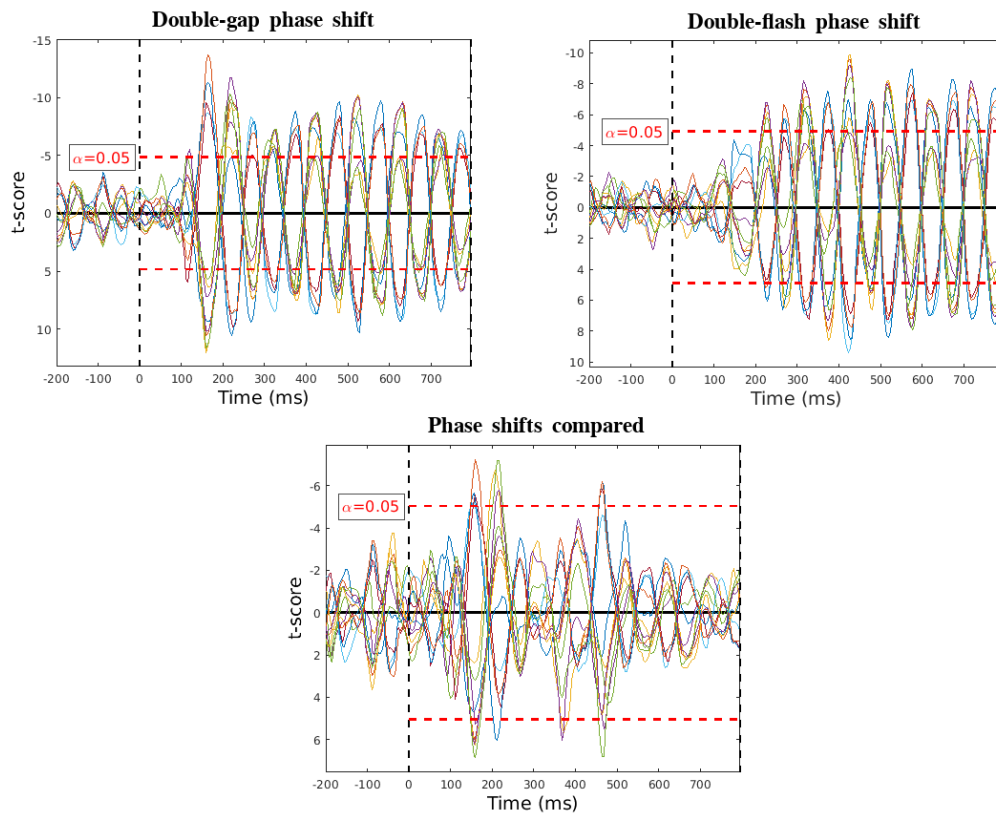 Double-gap phase shift
-15
-10
-5
0
5
10
α=0.05
t-score
-200 -100 0 100 200 300 400 500 600 700
Time (ms)
Double-flash phase shift
-10
-8
-6
-4
-2
0
2
4
6
8
10
α=0.05
t-score
-200 -100 0 100 200 300 400 500 600 700
Time (ms)
Phase shifts compared
-6
-4
-2
0
2
4
6
α=0.05
t-score
-200 -100 0 100 200 300 400 500 600 700
Time (ms)